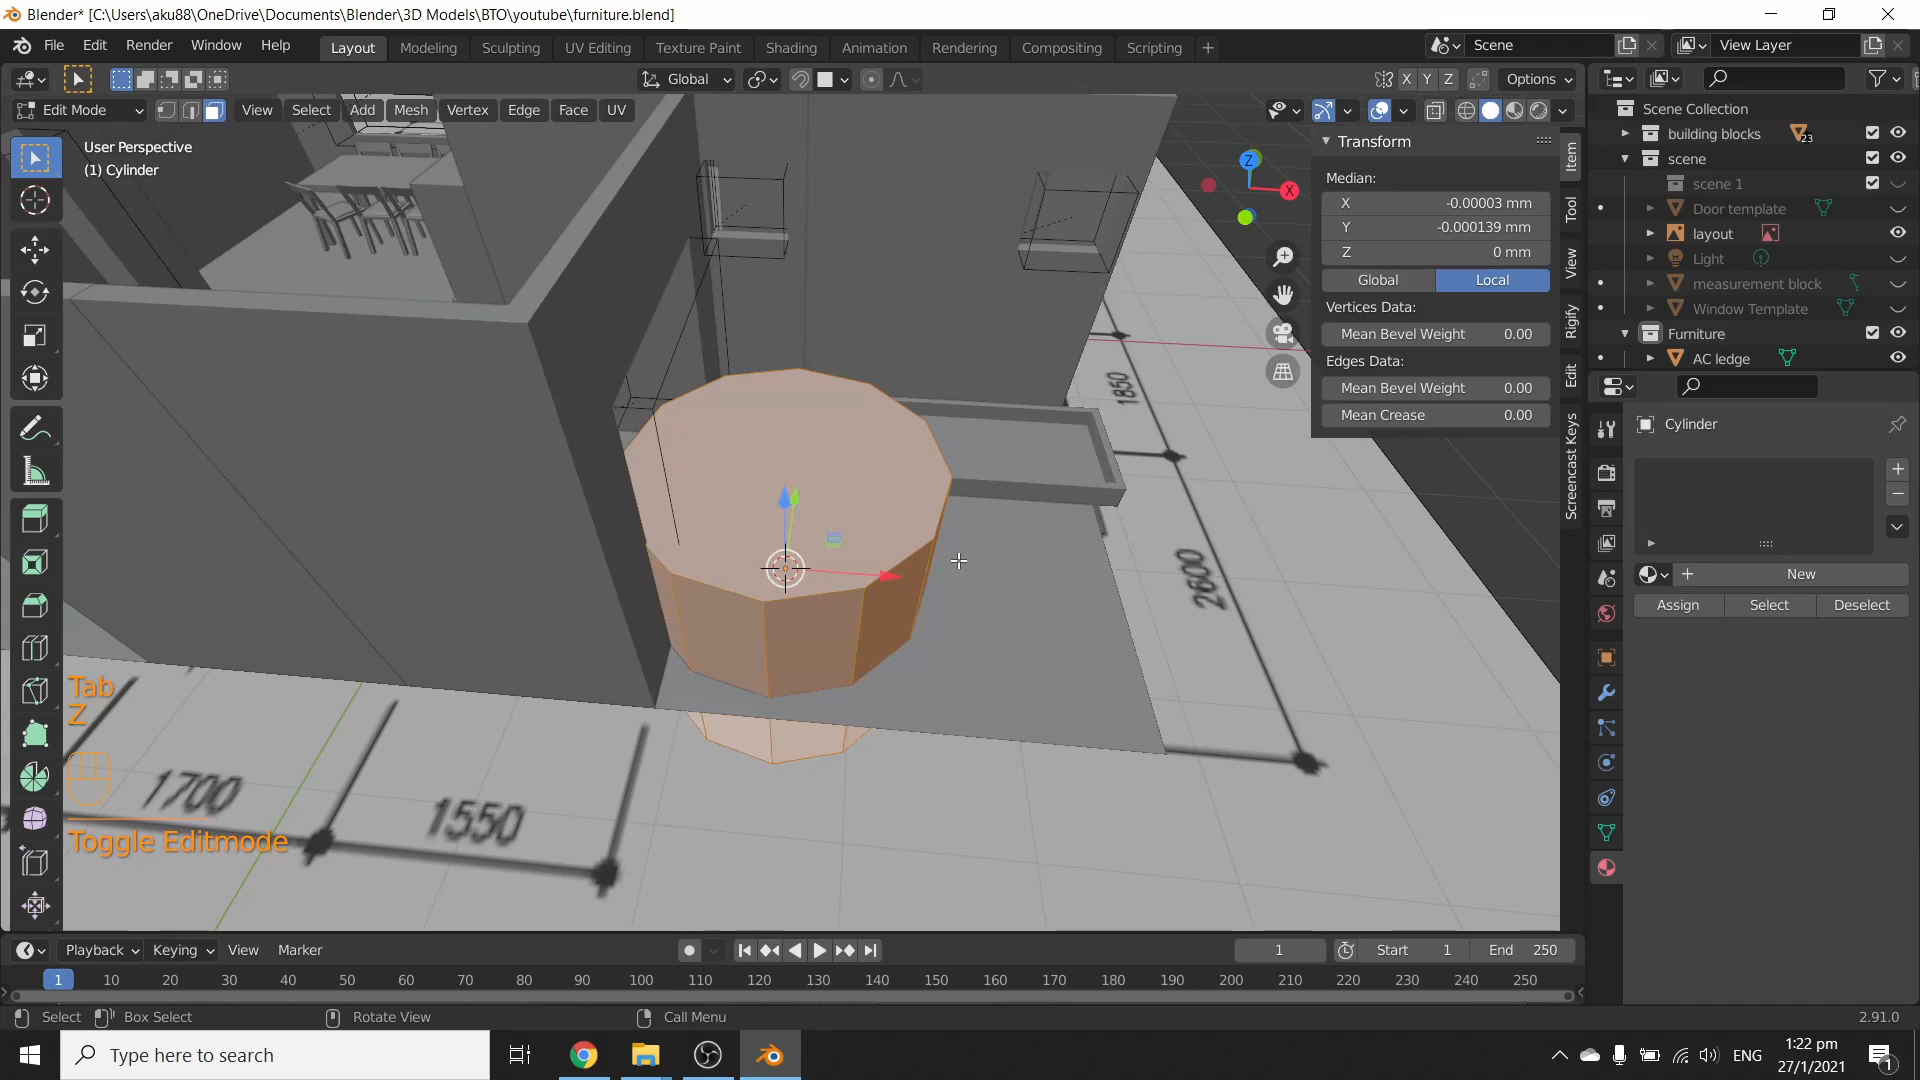 Blender* [C:\Users\aku88\OneDrive\Documents\Blender\3D Models\BTO\youtube\furniture.blend]
File Edit Render Window Help Layout Modeling Sculpting UV Editing Texture Paint Shading Animation Rendering Compositing Scripting + Scene View Layer
Global X Y Z Options
Edit Mode View Select Add Mesh Vertex Edge Face UV
User Perspective
(1) Cylinder
Z
X
Transform
Median:
X -0.00003 mm
Y -0.000139 mm
Z 0 mm
Global Local
Vertices Data:
Mean Bevel Weight 0.00
Edges Data:
Mean Bevel Weight 0.00
Mean Crease 0.00
Item
Tool
View
Rigify
Edit
Screencast Keys
Scene Collection
building blocks 23
scene
scene 1
Door template
layout
Light
measurement block
Window Template
Furniture
AC ledge
Cylinder
+ New
Assign Select Deselect
1850
2600
1700
1550
Tab
Z
Toggle Editmode
Playback Keying View Marker 1 Start 1 End 250
1 10 20 30 40 50 60 70 80 90 100 110 120 130 140 150 160 170 180 190 200 210 220 230 240 250
Select Box Select Rotate View Call Menu 2.91.0
Type here to search
ENG
1:22 pm
27/1/2021
1